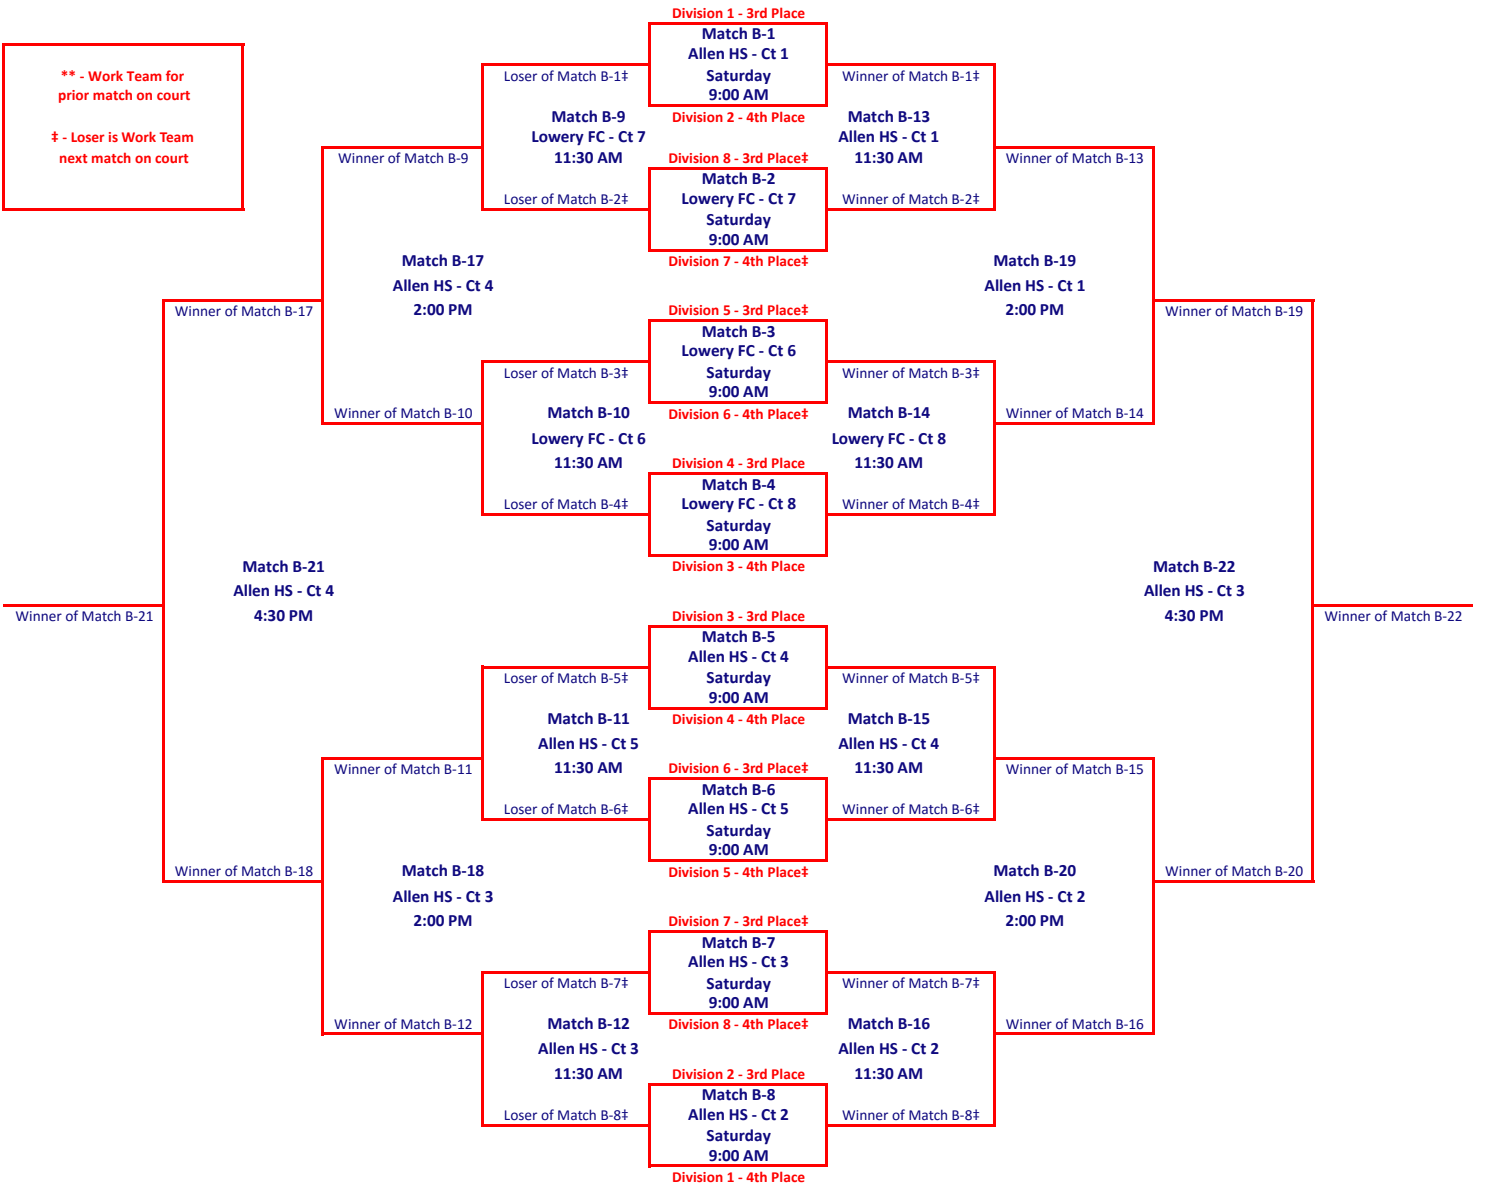 Division 1 - 3rd Place
Match B-1
Allen HS - Ct 1
Saturday
9:00 AM
Division 2 - 4th Place
** - Work Team for
prior match on court
‡ - Loser is Work Team
next match on court
Loser of Match B-1‡
Winner of Match B-1‡
Match B-9
Lowery FC - Ct 7
11:30 AM
Match B-13
Allen HS - Ct 1
11:30 AM
Winner of Match B-9
Division 8 - 3rd Place‡
Winner of Match B-13
Match B-2
Lowery FC - Ct 7
Saturday
9:00 AM
Loser of Match B-2‡
Winner of Match B-2‡
Division 7 - 4th Place‡
Match B-17
Allen HS - Ct 4
2:00 PM
Match B-19
Allen HS - Ct 1
2:00 PM
Winner of Match B-17
Division 5 - 3rd Place‡
Winner of Match B-19
Match B-3
Lowery FC - Ct 6
Saturday
9:00 AM
Loser of Match B-3‡
Winner of Match B-3‡
Winner of Match B-10
Match B-10
Lowery FC - Ct 6
11:30 AM
Division 6 - 4th Place‡
Match B-14
Lowery FC - Ct 8
11:30 AM
Winner of Match B-14
Division 4 - 3rd Place
Match B-4
Lowery FC - Ct 8
Saturday
9:00 AM
Loser of Match B-4‡
Winner of Match B-4‡
Division 3 - 4th Place
Match B-21
Allen HS - Ct 4
4:30 PM
Match B-22
Allen HS - Ct 3
4:30 PM
Winner of Match B-21
Division 3 - 3rd Place
Winner of Match B-22
Match B-5
Allen HS - Ct 4
Saturday
9:00 AM
Loser of Match B-5‡
Winner of Match B-5‡
Match B-11
Allen HS - Ct 5
11:30 AM
Division 4 - 4th Place
Match B-15
Allen HS - Ct 4
11:30 AM
Winner of Match B-11
Division 6 - 3rd Place‡
Winner of Match B-15
Match B-6
Allen HS - Ct 5
Saturday
9:00 AM
Loser of Match B-6‡
Winner of Match B-6‡
Winner of Match B-18
Match B-18
Allen HS - Ct 3
2:00 PM
Division 5 - 4th Place‡
Match B-20
Allen HS - Ct 2
2:00 PM
Winner of Match B-20
Division 7 - 3rd Place‡
Match B-7
Allen HS - Ct 3
Saturday
9:00 AM
Loser of Match B-7‡
Winner of Match B-7‡
Winner of Match B-12
Match B-12
Allen HS - Ct 3
11:30 AM
Division 8 - 4th Place‡
Match B-16
Allen HS - Ct 2
11:30 AM
Winner of Match B-16
Division 2 - 3rd Place
Match B-8
Allen HS - Ct 2
Saturday
9:00 AM
Loser of Match B-8‡
Winner of Match B-8‡
Division 1 - 4th Place